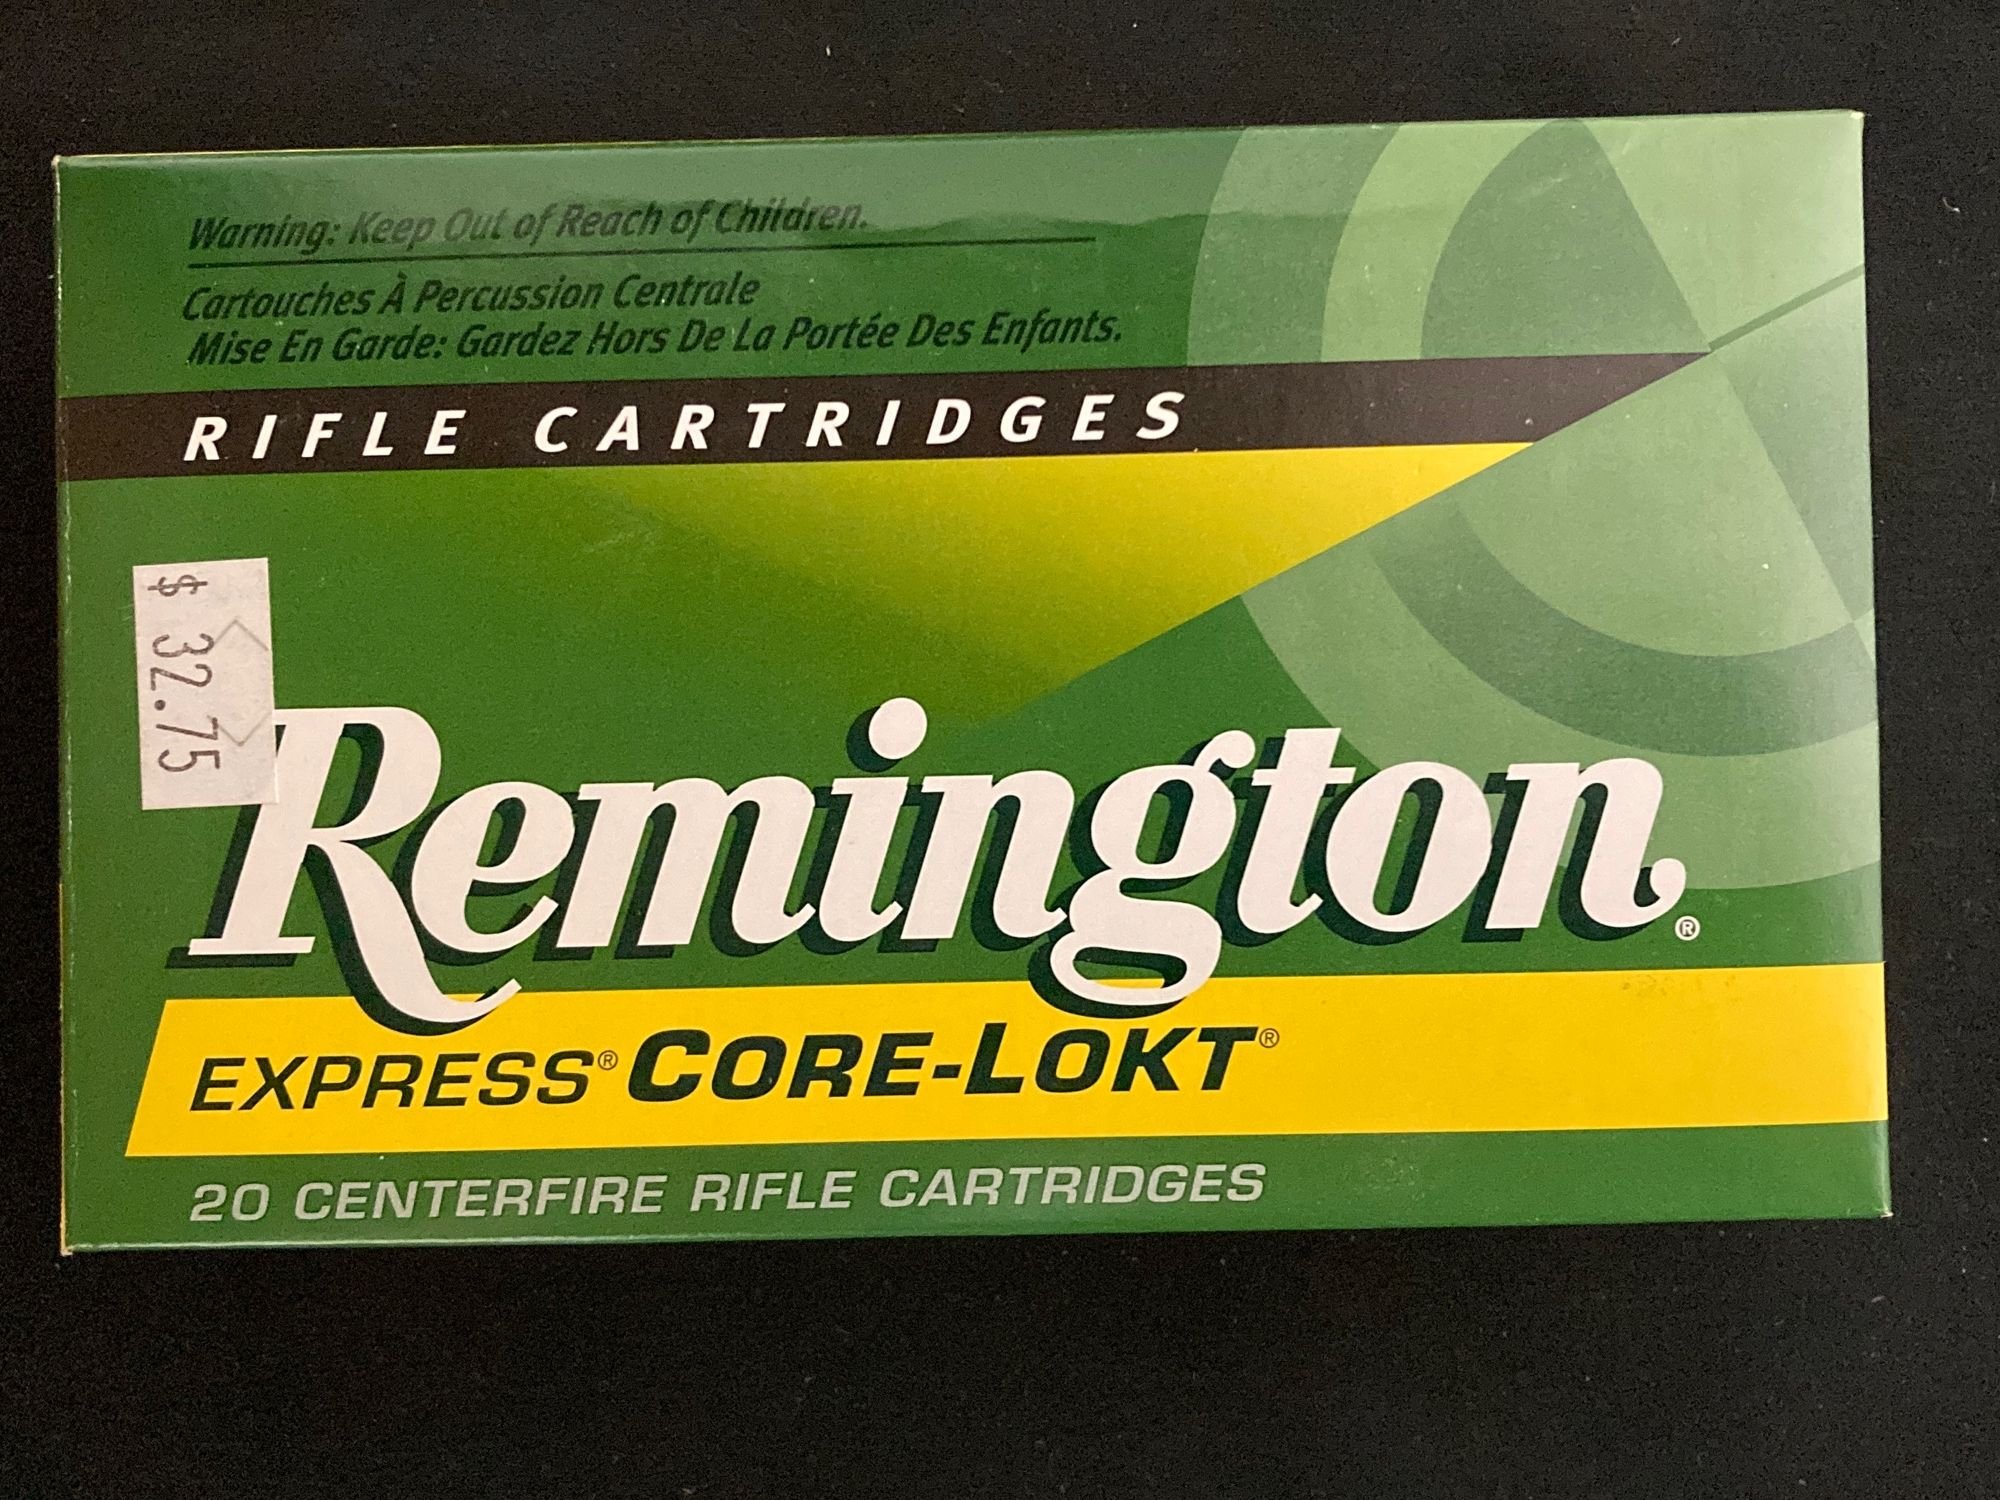 Warning: Keep Out of Reach of Children.
Cartouches À Percussion Centrale
Mise En Garde: Gardez Hors De La Portée Des Enfants.
RIFLE CARTRIDGES
$ 32.75
Remington®
EXPRESS® CORE-LOKT®
20 CENTERFIRE RIFLE CARTRIDGES